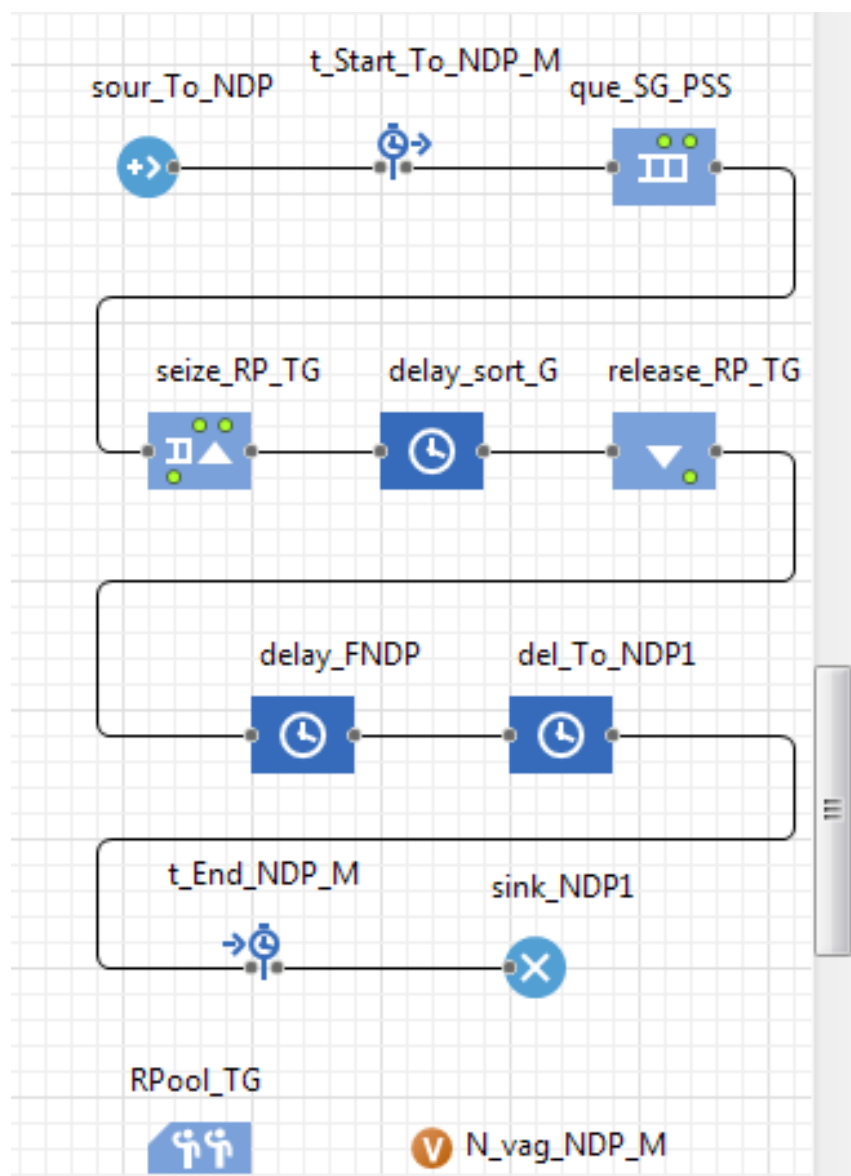 t_Start_To_NDP_M
sour_To_NDP
que_SG_PSS
seize_RP_TG
delay_sort_G
release_RP_TG
delay_FNDP
del_To_NDP1
t_End_NDP_M
sink_NDP1
RPool_TG
V
N_vag_NDP_M